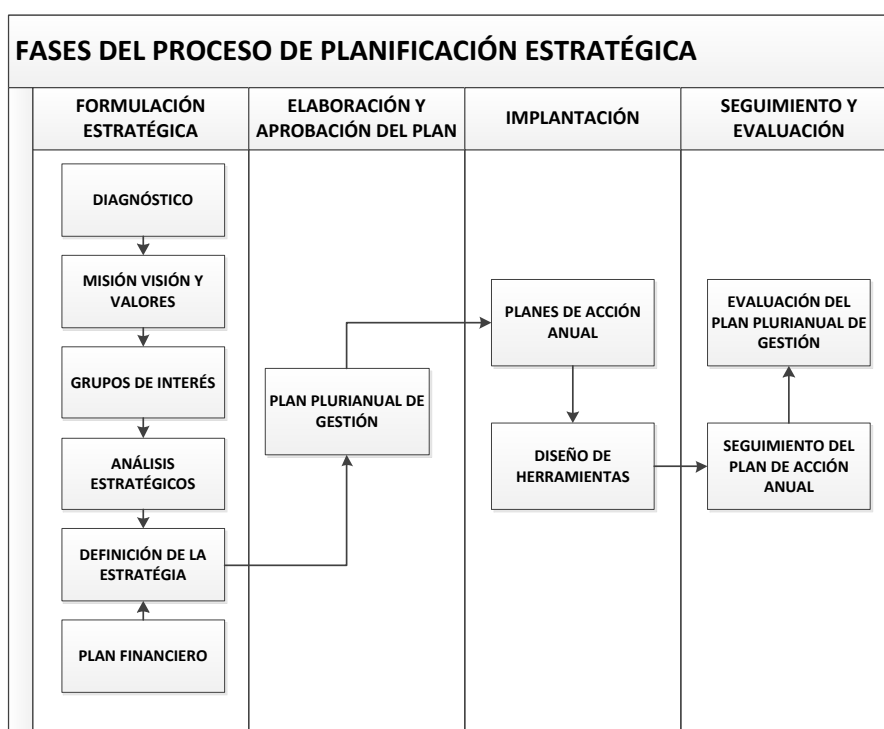 FASES DEL PROCESO DE PLANIFICACIÓN ESTRATÉGICA
FORMULACIÓN
ESTRATÉGICA
ELABORACIÓN Y
APROBACIÓN DEL PLAN
IMPLANTACIÓN
SEGUIMIENTO Y
EVALUACIÓN
DIAGNÓSTICO
MISIÓN VISIÓN Y
VALORES
GRUPOS DE INTERÉS
ANÁLISIS
ESTRATÉGICOS
DEFINICIÓN DE LA
ESTRATÉGIA
PLAN FINANCIERO
PLAN PLURIANUAL DE
GESTIÓN
PLANES DE ACCIÓN
ANUAL
DISEÑO DE
HERRAMIENTAS
EVALUACIÓN DEL
PLAN PLURIANUAL DE
GESTIÓN
SEGUIMIENTO DEL
PLAN DE ACCIÓN
ANUAL